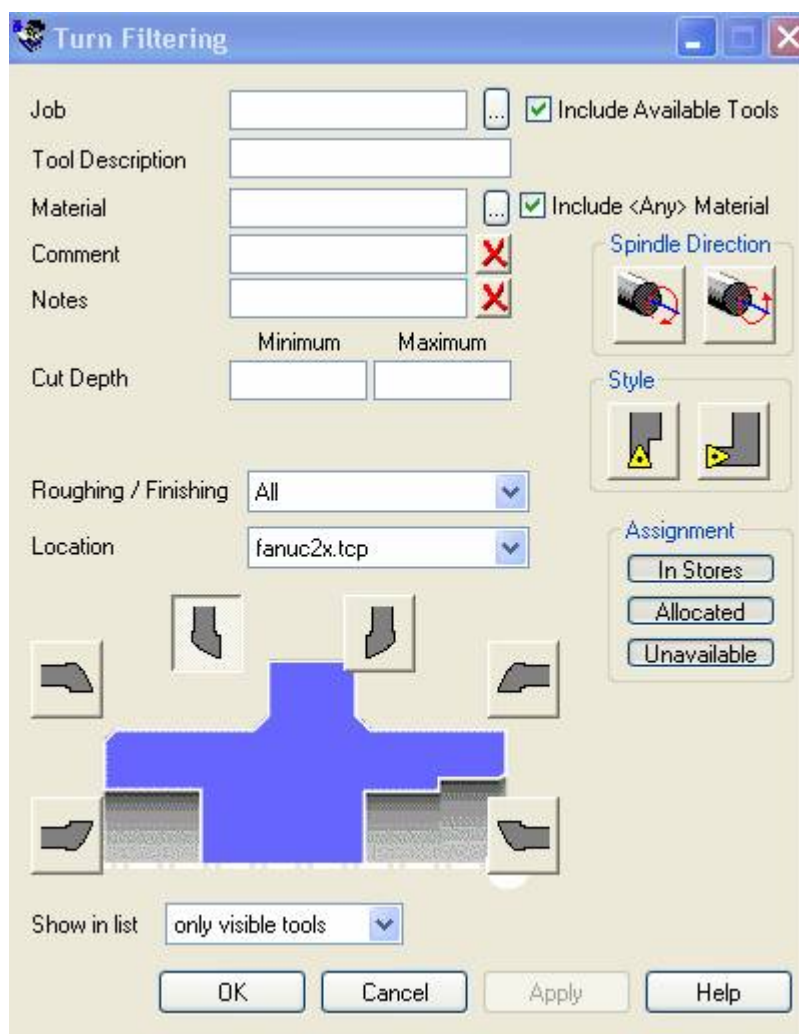 Turn Filtering
Job
...
Include Available Tools
Tool Description
Material
...
Include <Any> Material
Comment
Spindle Direction
Notes
Minimum Maximum
Cut Depth
Style
Roughing / Finishing All
Location fanuc2x.tcp
Assignment
In Stores
Allocated
Unavailable
Show in list only visible tools
OK Cancel Apply Help